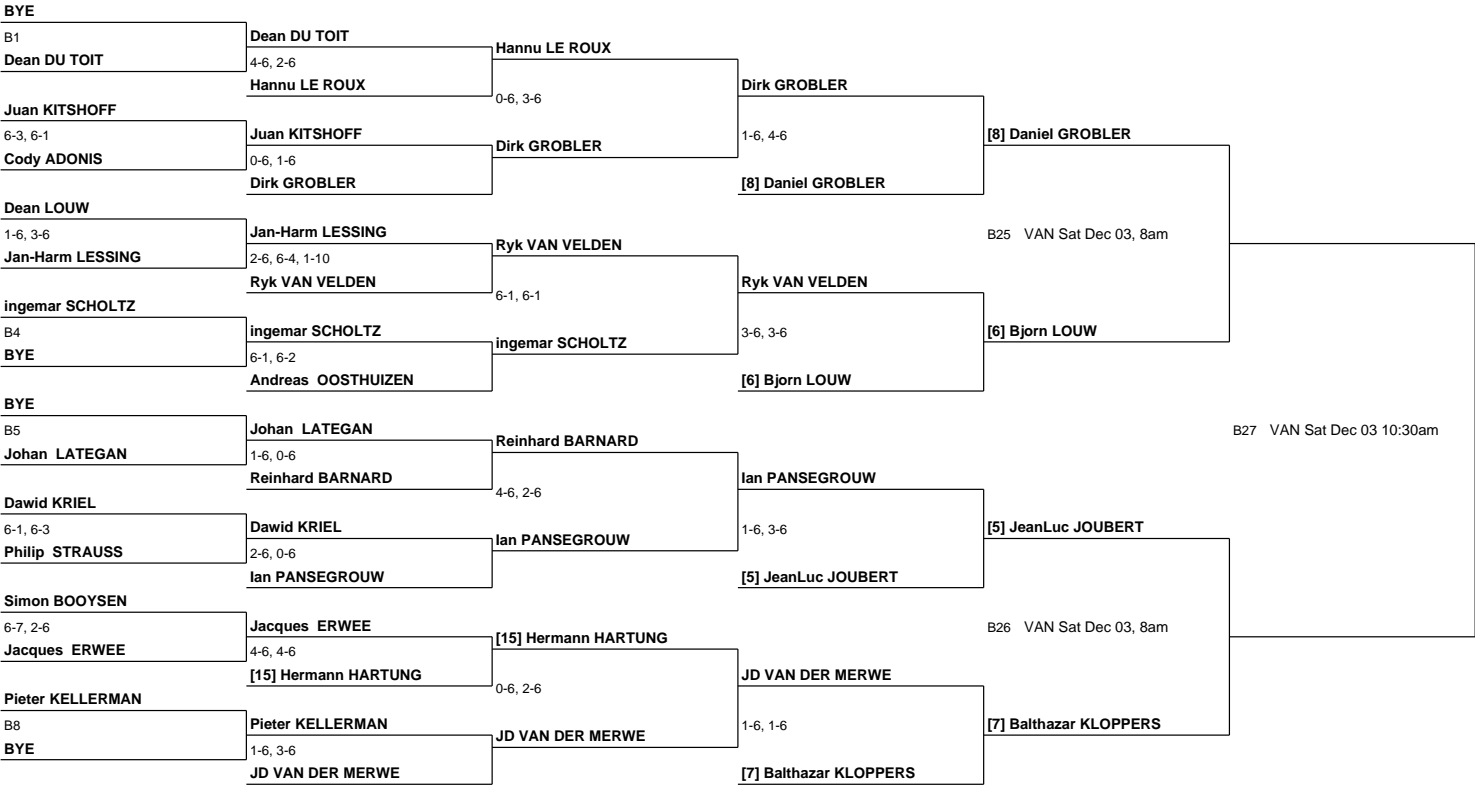 BYE
B1
Dean DU TOIT
Juan KITSHOFF
6-3, 6-1
Cody ADONIS
Dean LOUW
1-6, 3-6
Jan-Harm LESSING
ingemar SCHOLTZ
B4
BYE
BYE
B5
Johan LATEGAN
Dawid KRIEL
6-1, 6-3
Philip STRAUSS
Simon BOOYSEN
6-7, 2-6
Jacques ERWEE
Pieter KELLERMAN
B8
BYE
Dean DU TOIT
4-6, 2-6
Hannu LE ROUX
Juan KITSHOFF
0-6, 1-6
Dirk GROBLER
Jan-Harm LESSING
2-6, 6-4, 1-10
Ryk VAN VELDEN
ingemar SCHOLTZ
6-1, 6-2
Andreas OOSTHUIZEN
Johan LATEGAN
1-6, 0-6
Reinhard BARNARD
Dawid KRIEL
2-6, 0-6
Ian PANSEGROUW
Jacques ERWEE
4-6, 4-6
[15] Hermann HARTUNG
Pieter KELLERMAN
1-6, 3-6
JD VAN DER MERWE
Hannu LE ROUX
0-6, 3-6
Dirk GROBLER
Ryk VAN VELDEN
6-1, 6-1
ingemar SCHOLTZ
Reinhard BARNARD
4-6, 2-6
Ian PANSEGROUW
[15] Hermann HARTUNG
0-6, 2-6
JD VAN DER MERWE
Dirk GROBLER
1-6, 4-6
[8] Daniel GROBLER
Ryk VAN VELDEN
3-6, 3-6
[6] Bjorn LOUW
Ian PANSEGROUW
1-6, 3-6
[5] JeanLuc JOUBERT
JD VAN DER MERWE
1-6, 1-6
[7] Balthazar KLOPPERS
[8] Daniel GROBLER
B25 VAN Sat Dec 03, 8am
[6] Bjorn LOUW
[5] JeanLuc JOUBERT
B26 VAN Sat Dec 03, 8am
[7] Balthazar KLOPPERS
B27 VAN Sat Dec 03 10:30am